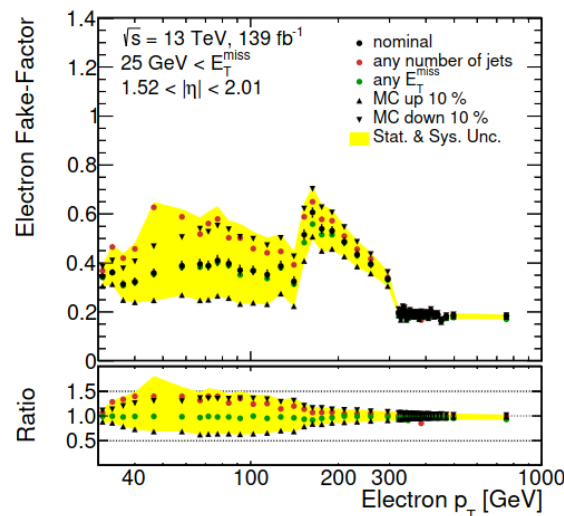 √s = 13 TeV, 139 fb⁻¹
25 GeV < E_T^miss
1.52 < |η| < 2.01
nominal
any number of jets
any E_T^miss
MC up 10 %
MC down 10 %
Stat. & Sys. Unc.
Electron Fake-Factor
1.4
1.2
1
0.8
0.6
0.4
0.2
0
Ratio
1.5
1.0
0.5
40
100
200
300
1000
Electron p_T [GeV]